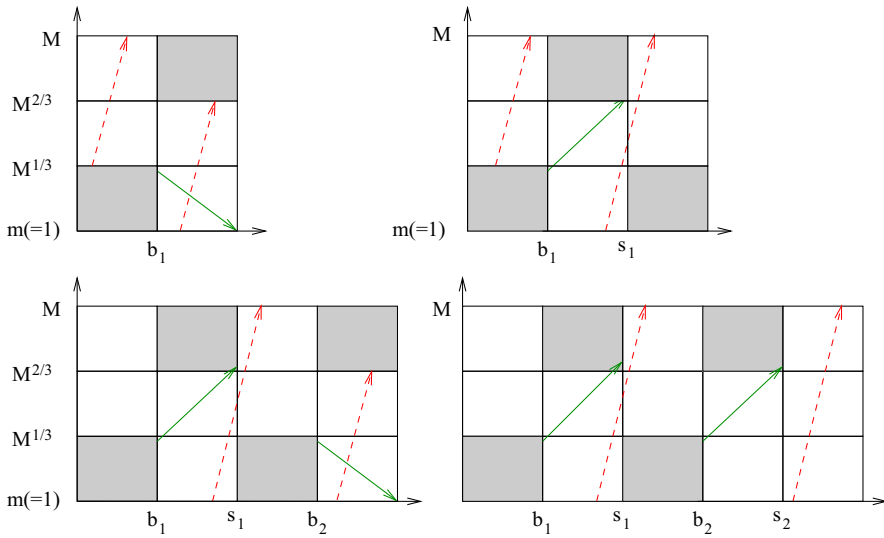 M
M^{2/3}
M^{1/3}
m(=1)
b_1
M
m(=1)
b_1 s_1
M
M^{2/3}
M^{1/3}
m(=1)
b_1 s_1 b_2
M
b_1 s_1 b_2 s_2